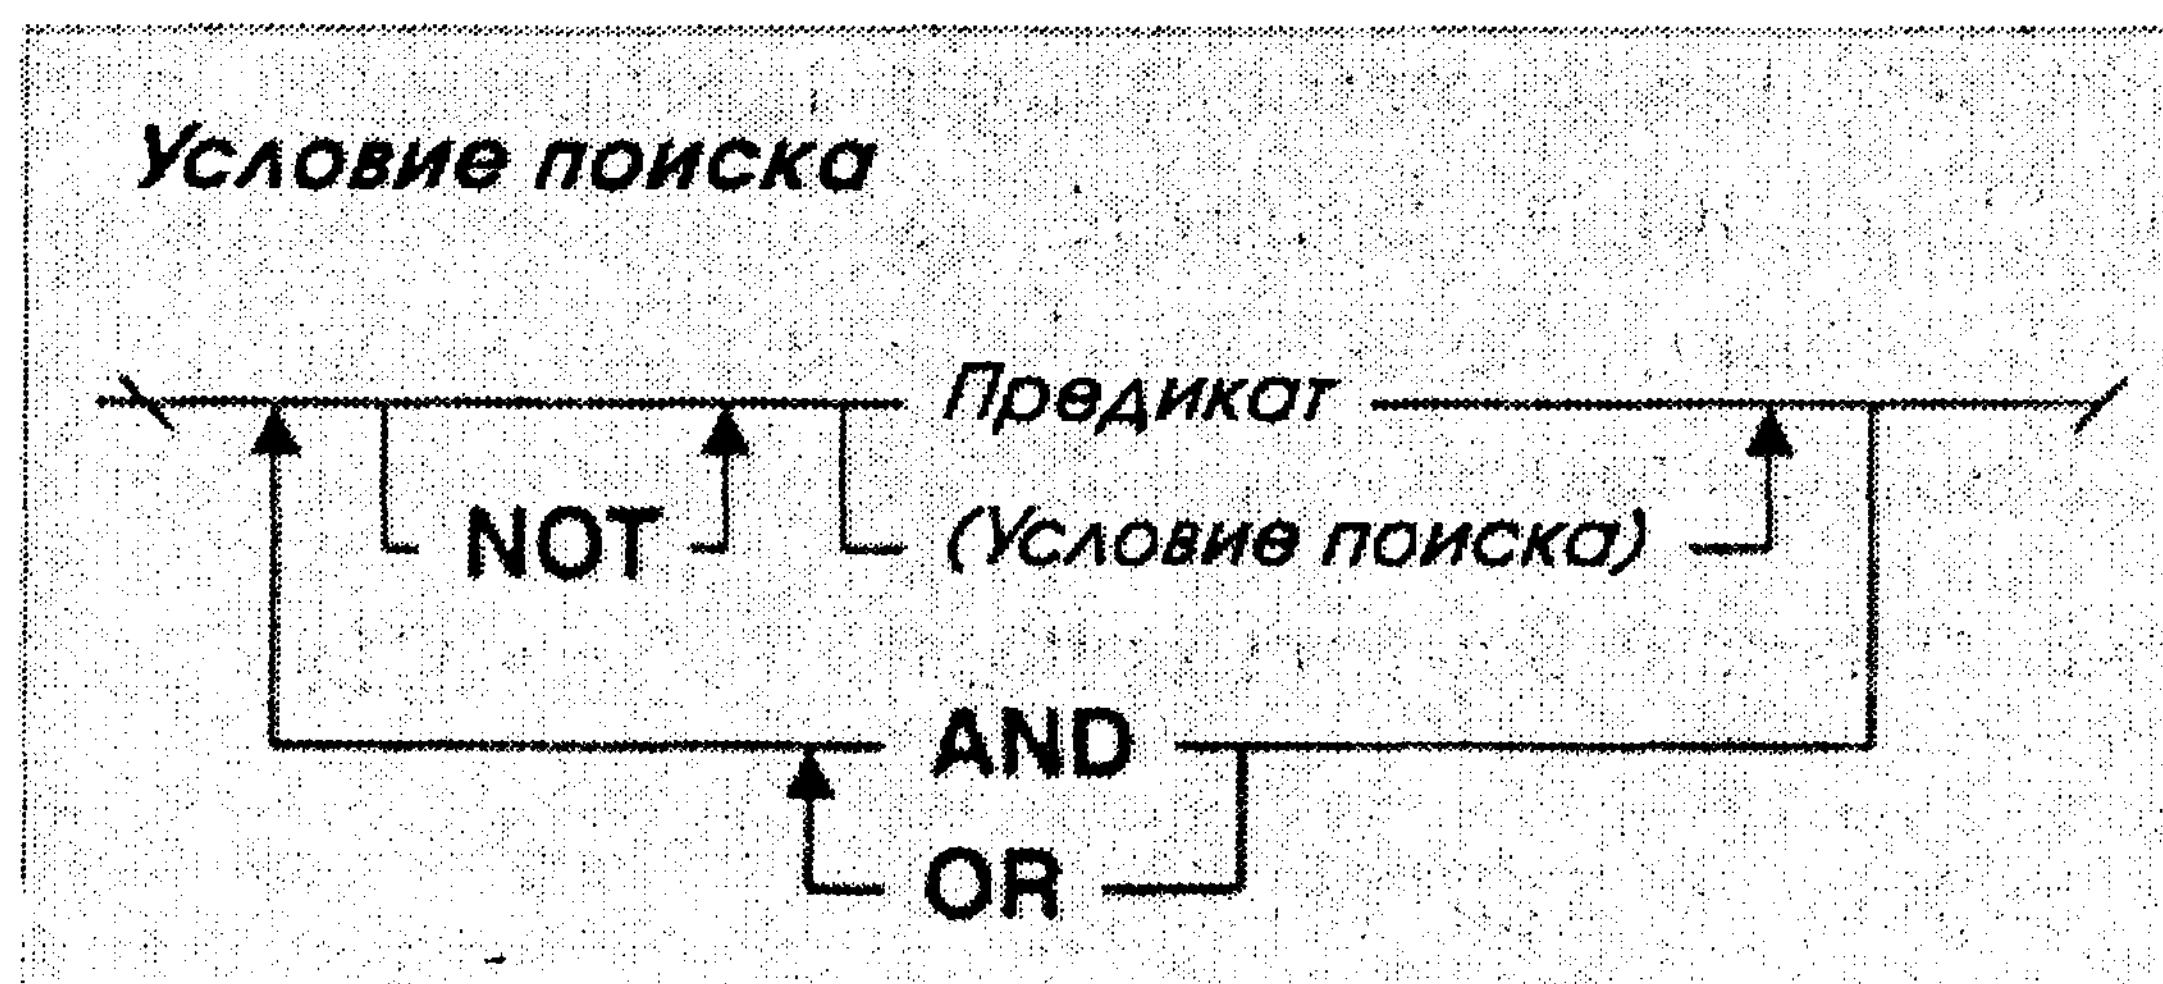 Условие поиска
Предикат
NOT
(Условие поиска)
AND
OR